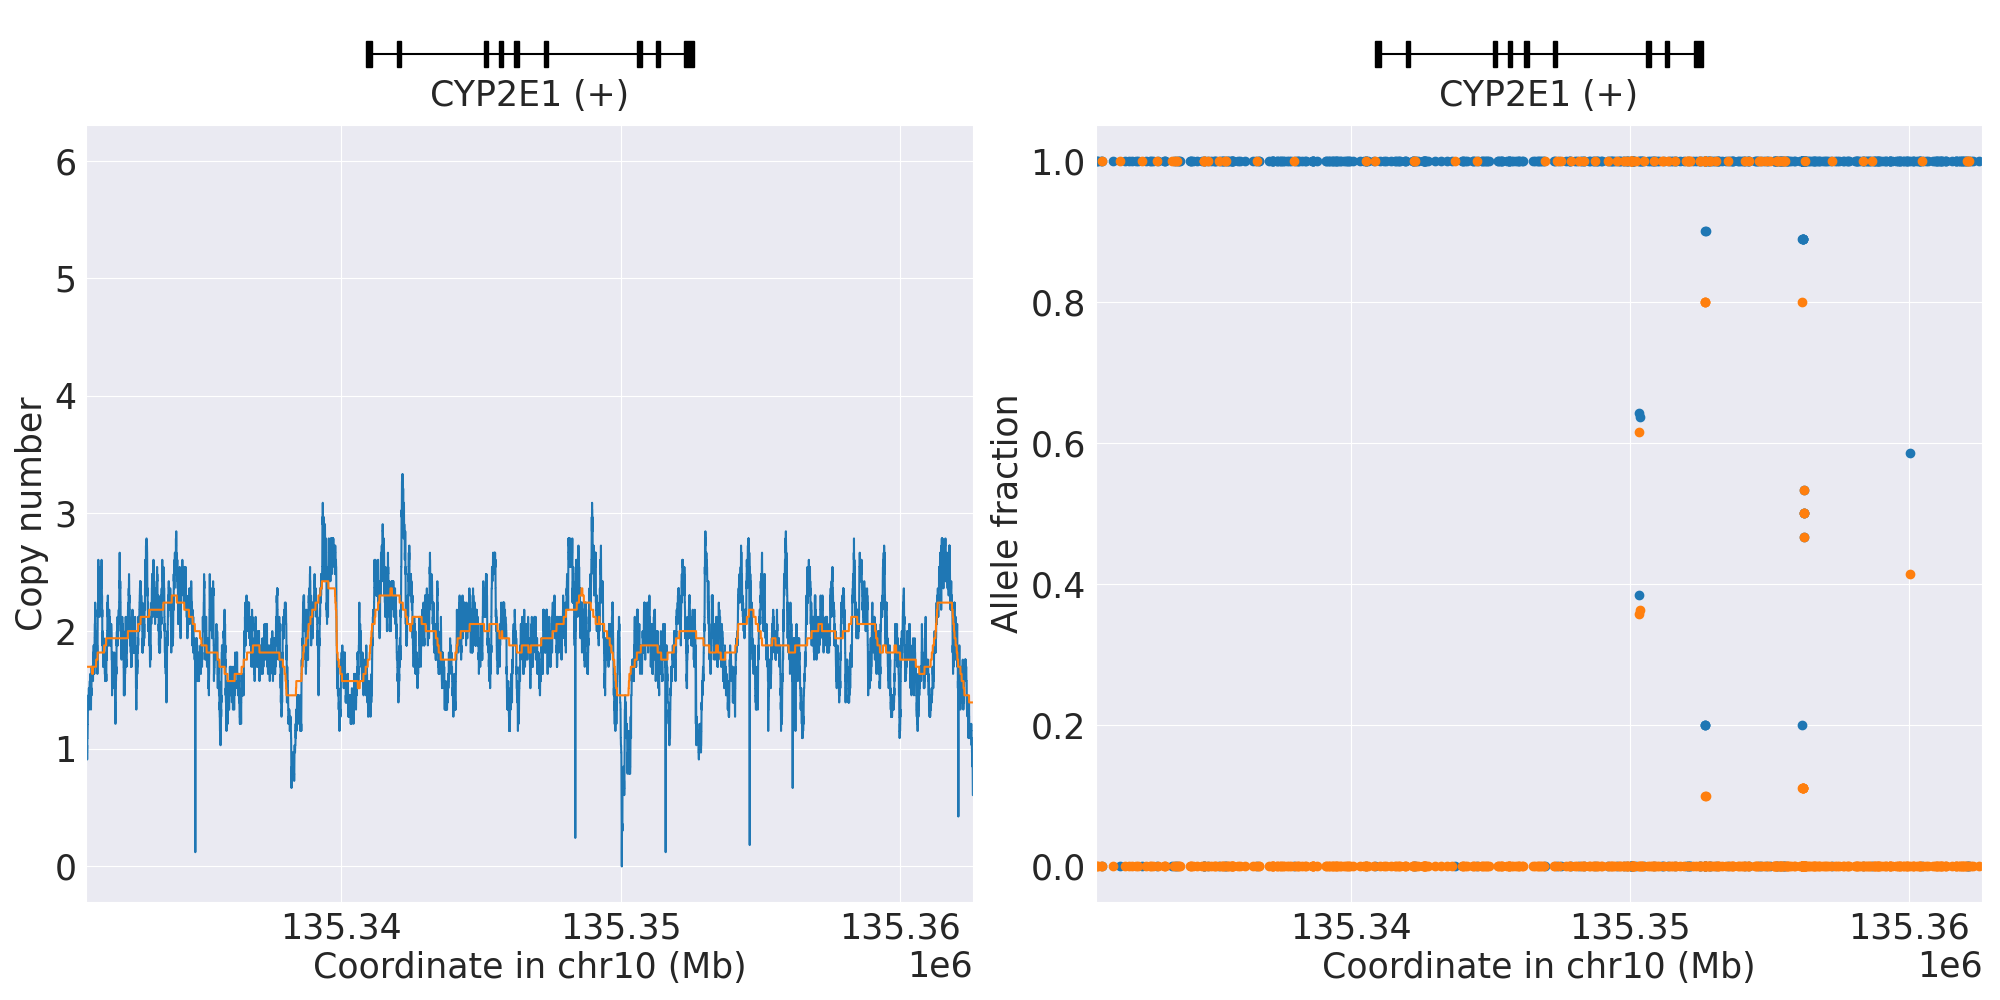 CYP2E1 (+)
6
5
4
3
2
1
0
Copy number
135.34 135.35 135.36
Coordinate in chr10 (Mb)
1e6
CYP2E1 (+)
1.0
0.8
0.6
0.4
0.2
0.0
Allele fraction
135.34 135.35 135.36
Coordinate in chr10 (Mb)
1e6